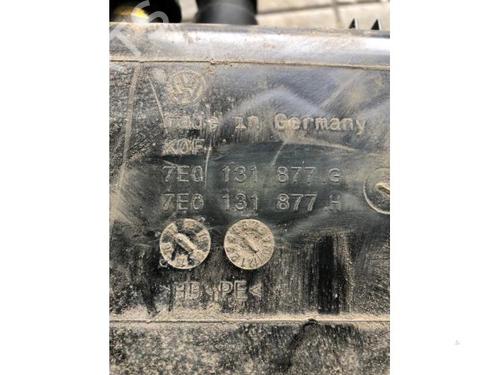 made in Germany
KOF
7E0 131 877 G
7E0 131 877 H
>HD PE<